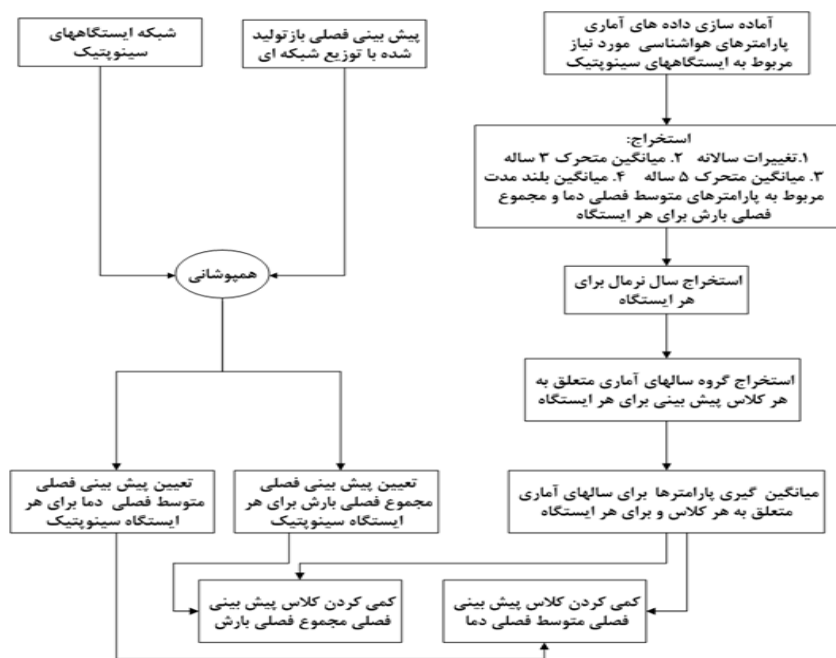 آماده سازی داده های آماری
پارامترهای هواشناسی مورد نیاز
مربوط به ایستگاههای سینوپتیک
پیش بینی فصلی بازتولید
شده با توزیع شبکه ای
شبکه ایستگاههای
سینوپتیک
استخراج:
۱.تغییرات سالانه ۲. میانگین متحرک ۳ ساله
۳. میانگین متحرک ۵ ساله ۴. میانگین بلند مدت
مربوط به پارامترهای متوسط فصلی دما و مجموع
فصلی بارش برای هر ایستگاه
همپوشانی
استخراج سال نرمال برای
هر ایستگاه
استخراج گروه سالهای آماری متعلق به
هر کلاس پیش بینی برای هر ایستگاه
میانگین گیری پارامترها برای سالهای آماری
متعلق به هر کلاس و برای هر ایستگاه
تعیین پیش بینی فصلی
مجموع فصلی بارش برای هر
ایستگاه سینوپتیک
تعیین پیش بینی فصلی
متوسط فصلی دما برای هر
ایستگاه سینوپتیک
کمی کردن کلاس پیش بینی
فصلی متوسط فصلی دما
کمی کردن کلاس پیش بینی
فصلی مجموع فصلی بارش